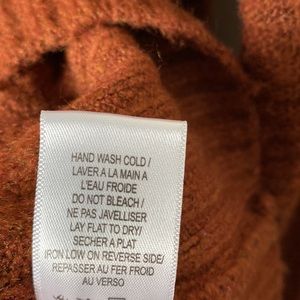 HAND WASH COLD/
LAVER A LA MAIN A
L'EAU FROIDE
DO NOT BLEACH/
NE PAS JAVELLISER
LAY FLAT TO DRY/
SECHER A PLAT
IRON LOW ON REVERSE SIDE/
REPASSER AU FER FROID
AU VERSO